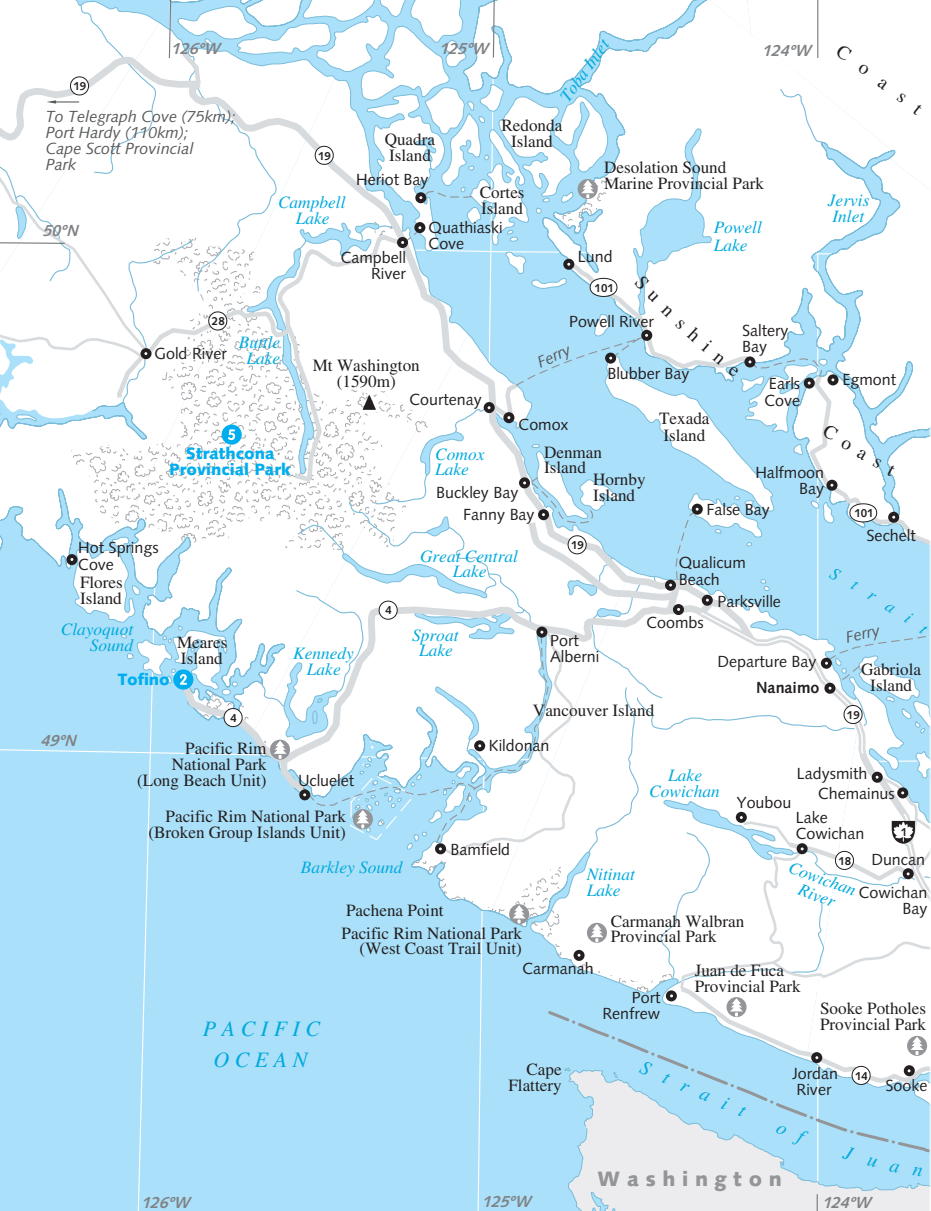 126ºW
125ºW
124ºW
Coast
Toba Inlet
19
To Telegraph Cove (75km);
Port Hardy (110km);
Cape Scott Provincial
Park
Redonda
Island
Quadra
Island
19
Desolation Sound
Marine Provincial Park
Heriot Bay
Cortes
Island
Campbell
Lake
Jervis
Inlet
50ºN
Quathiaski
Cove
Powell
Lake
Campbell
River
Lund
101
Sunshine
28
Powell River
Saltery
Bay
Gold River
Buttle
Lake
Ferry
Mt Washington
(1590m)
Blubber Bay
Earls
Cove
Egmont
Courtenay
Comox
Texada
Island
Coast
5
Strathcona
Provincial Park
Comox
Lake
Denman
Island
Halfmoon
Bay
Buckley Bay
Hornby
Island
Fanny Bay
False Bay
101
Sechelt
Hot Springs
Cove
Flores
Island
19
Great Central
Lake
Qualicum
Beach
Strait
4
Parksville
Coombs
Clayoquot
Sound
Meares
Island
Sproat
Lake
Port
Alberni
Ferry
Kennedy
Lake
Departure Bay
Gabriola
Island
Tofino 2
Nanaimo
4
Vancouver Island
19
49ºN
Pacific Rim
National Park
(Long Beach Unit)
Kildonan
Ucluelet
Lake
Cowichan
Ladysmith
Chemainus
Youbou
Pacific Rim National Park
(Broken Group Islands Unit)
Lake
Cowichan
1
Bamfield
18
Duncan
Barkley Sound
Nitinat
Lake
Cowichan
River
Cowichan
Bay
Pachena Point
Pacific Rim National Park
(West Coast Trail Unit)
Carmanah Walbran
Provincial Park
Carmanah
Juan de Fuca
Provincial Park
Port
Renfrew
Sooke Potholes
Provincial Park
PACIFIC
OCEAN
Cape
Flattery
Jordan
River
14
Sooke
Strait of Juan
Washington
126ºW
125ºW
124ºW